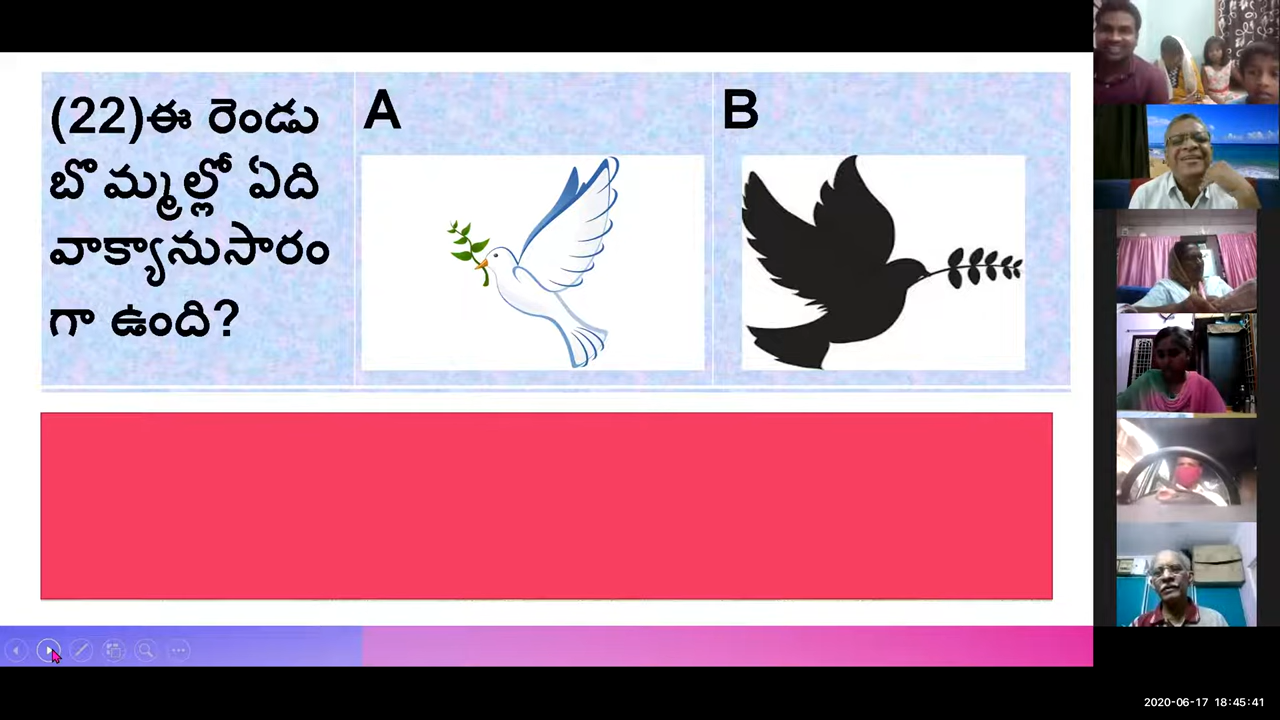 (22)ఈ రెండు
బొమ్మల్లో ఏది
వాక్యానుసారం
గా ఉంది?
A
B
2020-06-17 18:45:41